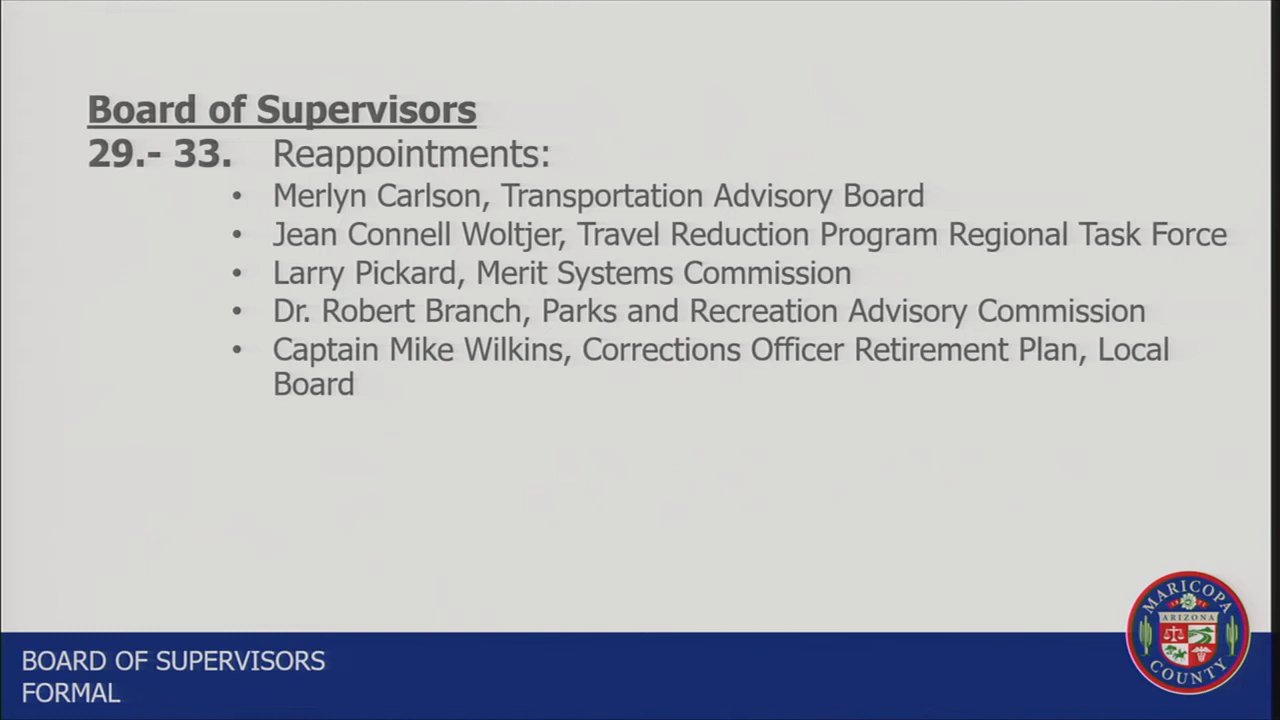 Board of Supervisors
29.- 33. Reappointments:
• Merlyn Carlson, Transportation Advisory Board
• Jean Connell Woltjer, Travel Reduction Program Regional Task Force
• Larry Pickard, Merit Systems Commission
• Dr. Robert Branch, Parks and Recreation Advisory Commission
• Captain Mike Wilkins, Corrections Officer Retirement Plan, Local
Board
BOARD OF SUPERVISORS
FORMAL
MARICOPA
ARIZONA
COUNTY